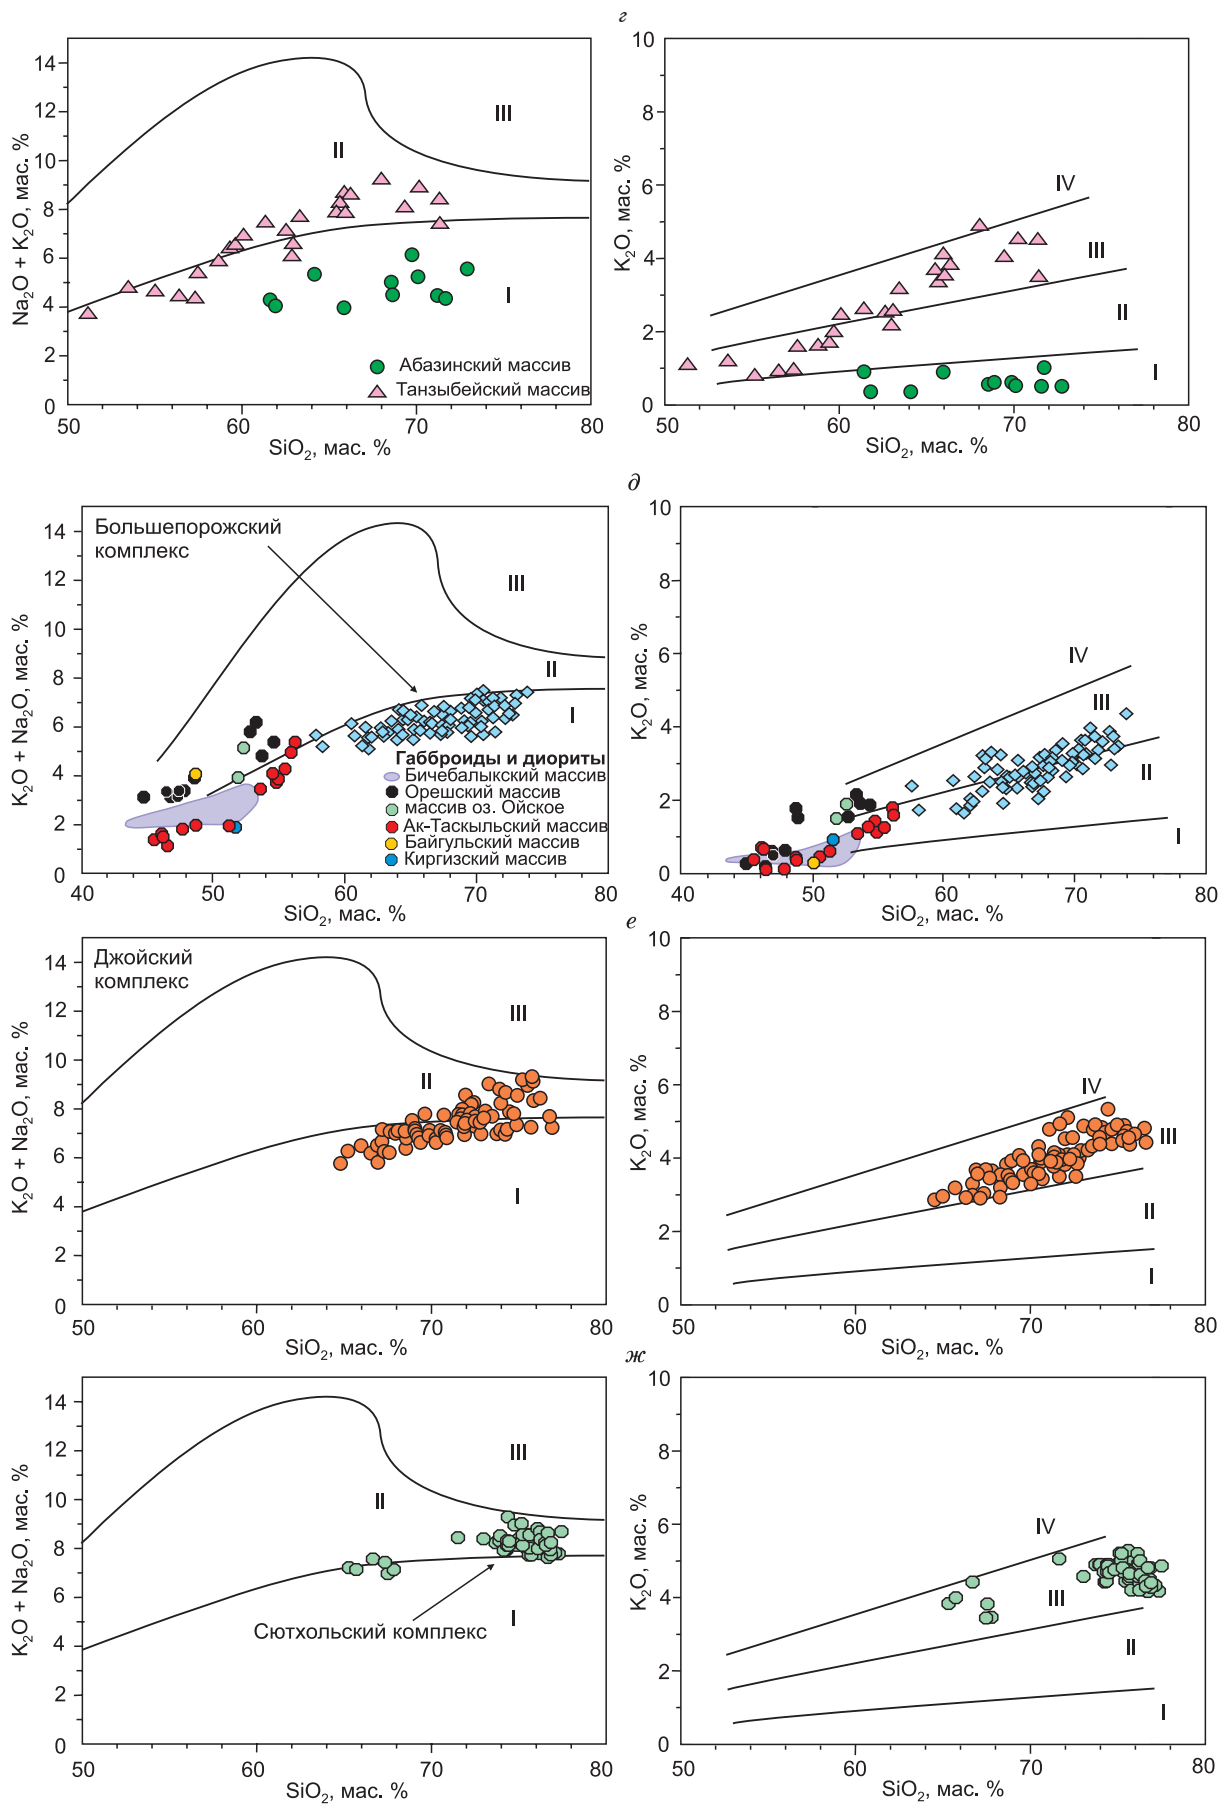 г
14
12
10
8
6
4
2
0
Na2O + K2O, мас. %
III
II
I
Абазинский массив
Танзыбейский массив
50
60
70
80
SiO2, мас. %
10
8
6
4
2
0
K2O, мас. %
IV
III
II
I
50
60
70
80
SiO2, мас. %
д
14
12
10
8
6
4
2
0
K2O + Na2O, мас. %
Большепорожский
комплекс
III
II
I
Габброиды и диориты
Бичебалыкский массив
Орешский массив
массив оз. Ойское
Ак-Таскыльский массив
Байгульский массив
Киргизский массив
40
50
60
70
80
SiO2, мас. %
10
8
6
4
2
0
K2O, мас. %
IV
III
II
I
40
50
60
70
80
SiO2, мас. %
е
14
12
10
8
6
4
2
0
K2O + Na2O, мас. %
Джойский
комплекс
III
II
I
50
60
70
80
SiO2, мас. %
10
8
6
4
2
0
K2O, мас. %
IV
III
II
I
50
60
70
80
SiO2, мас. %
ж
14
12
10
8
6
4
2
0
K2O + Na2O, мас. %
III
II
I
Сютхольский комплекс
50
60
70
80
SiO2, мас. %
10
8
6
4
2
0
K2O, мас. %
IV
III
II
I
50
60
70
80
SiO2, мас. %